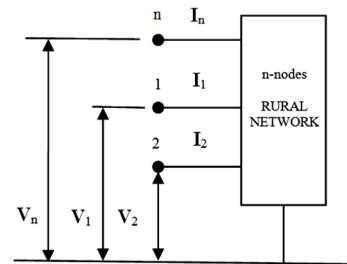 n
I_n
1
I_1
2
I_2
n-nodes
RURAL
NETWORK
V_n
V_1
V_2